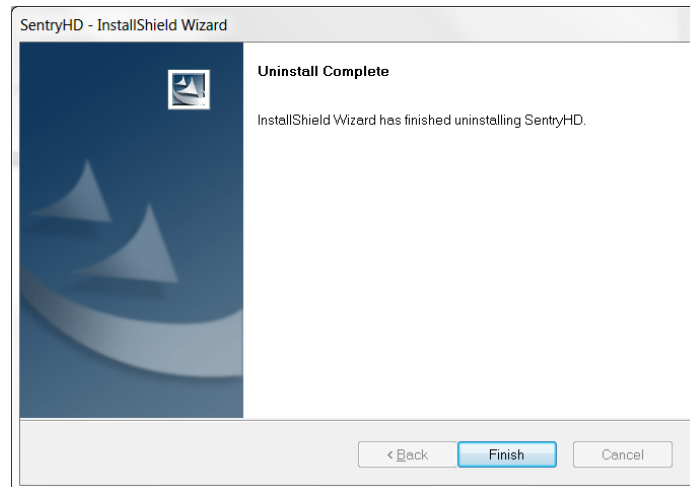 SentryHD - InstallShield Wizard
Uninstall Complete
InstallShield Wizard has finished uninstalling SentryHD.
< Back Finish Cancel